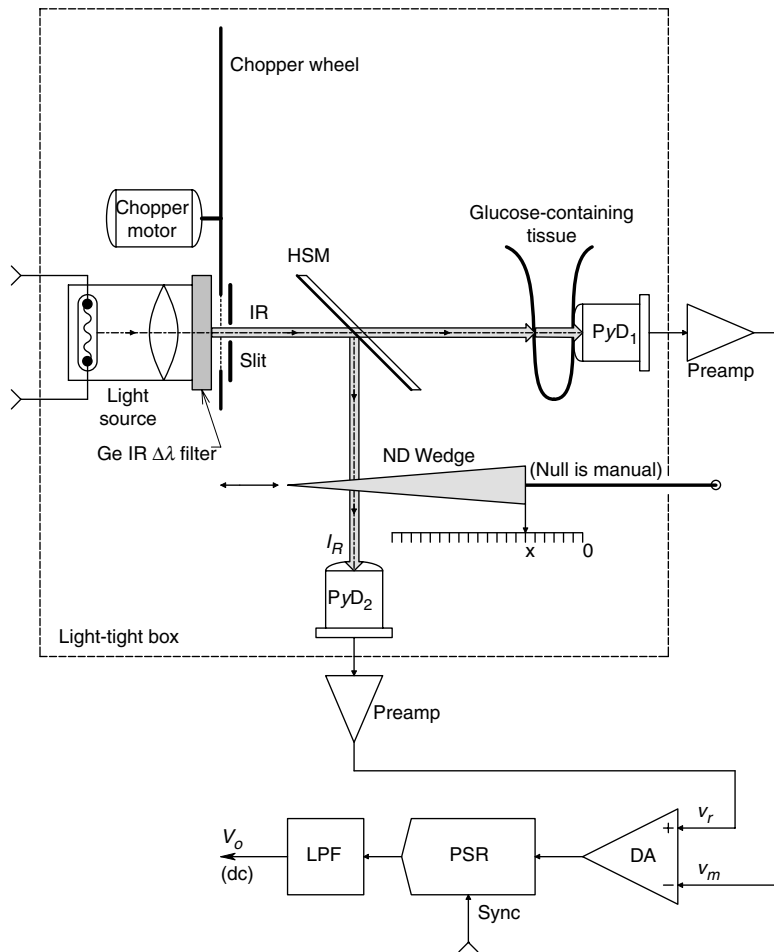 Chopper wheel
Chopper
motor
Glucose-containing
tissue
HSM
IR
PyD1
Slit
Preamp
Light
source
Ge IR Δλ filter
ND Wedge
(Null is manual)
x
0
IR
PyD2
Light-tight box
Preamp
vr
Vo
(dc)
LPF
PSR
DA
+
−
vm
Sync